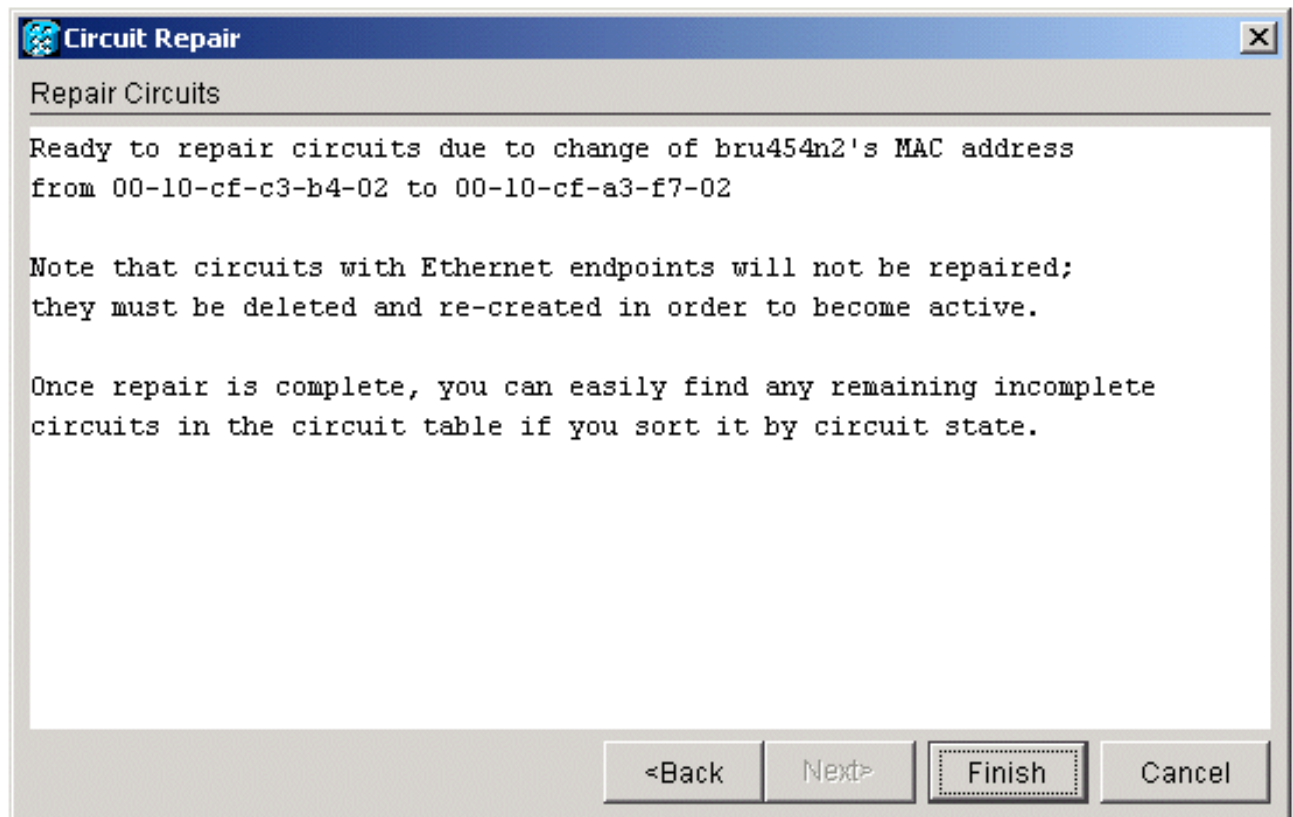 Circuit Repair
Repair Circuits
Ready to repair circuits due to change of bru454n2's MAC address
from 00-10-cf-c3-b4-02 to 00-10-cf-a3-f7-02
Note that circuits with Ethernet endpoints will not be repaired;
they must be deleted and re-created in order to become active.
Once repair is complete, you can easily find any remaining incomplete
circuits in the circuit table if you sort it by circuit state.
<Back Next> Finish Cancel